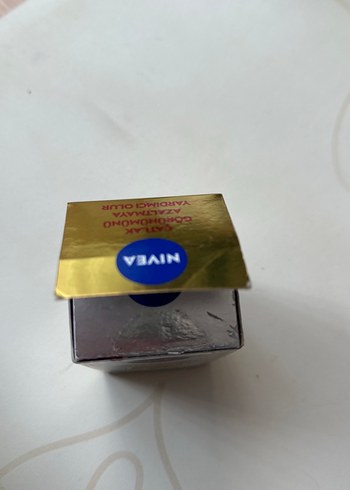 NIVEA
ÇATLAK
GÖRÜNÜMÜNÜ
AZALTMAYA
YARDIMCI OLUR